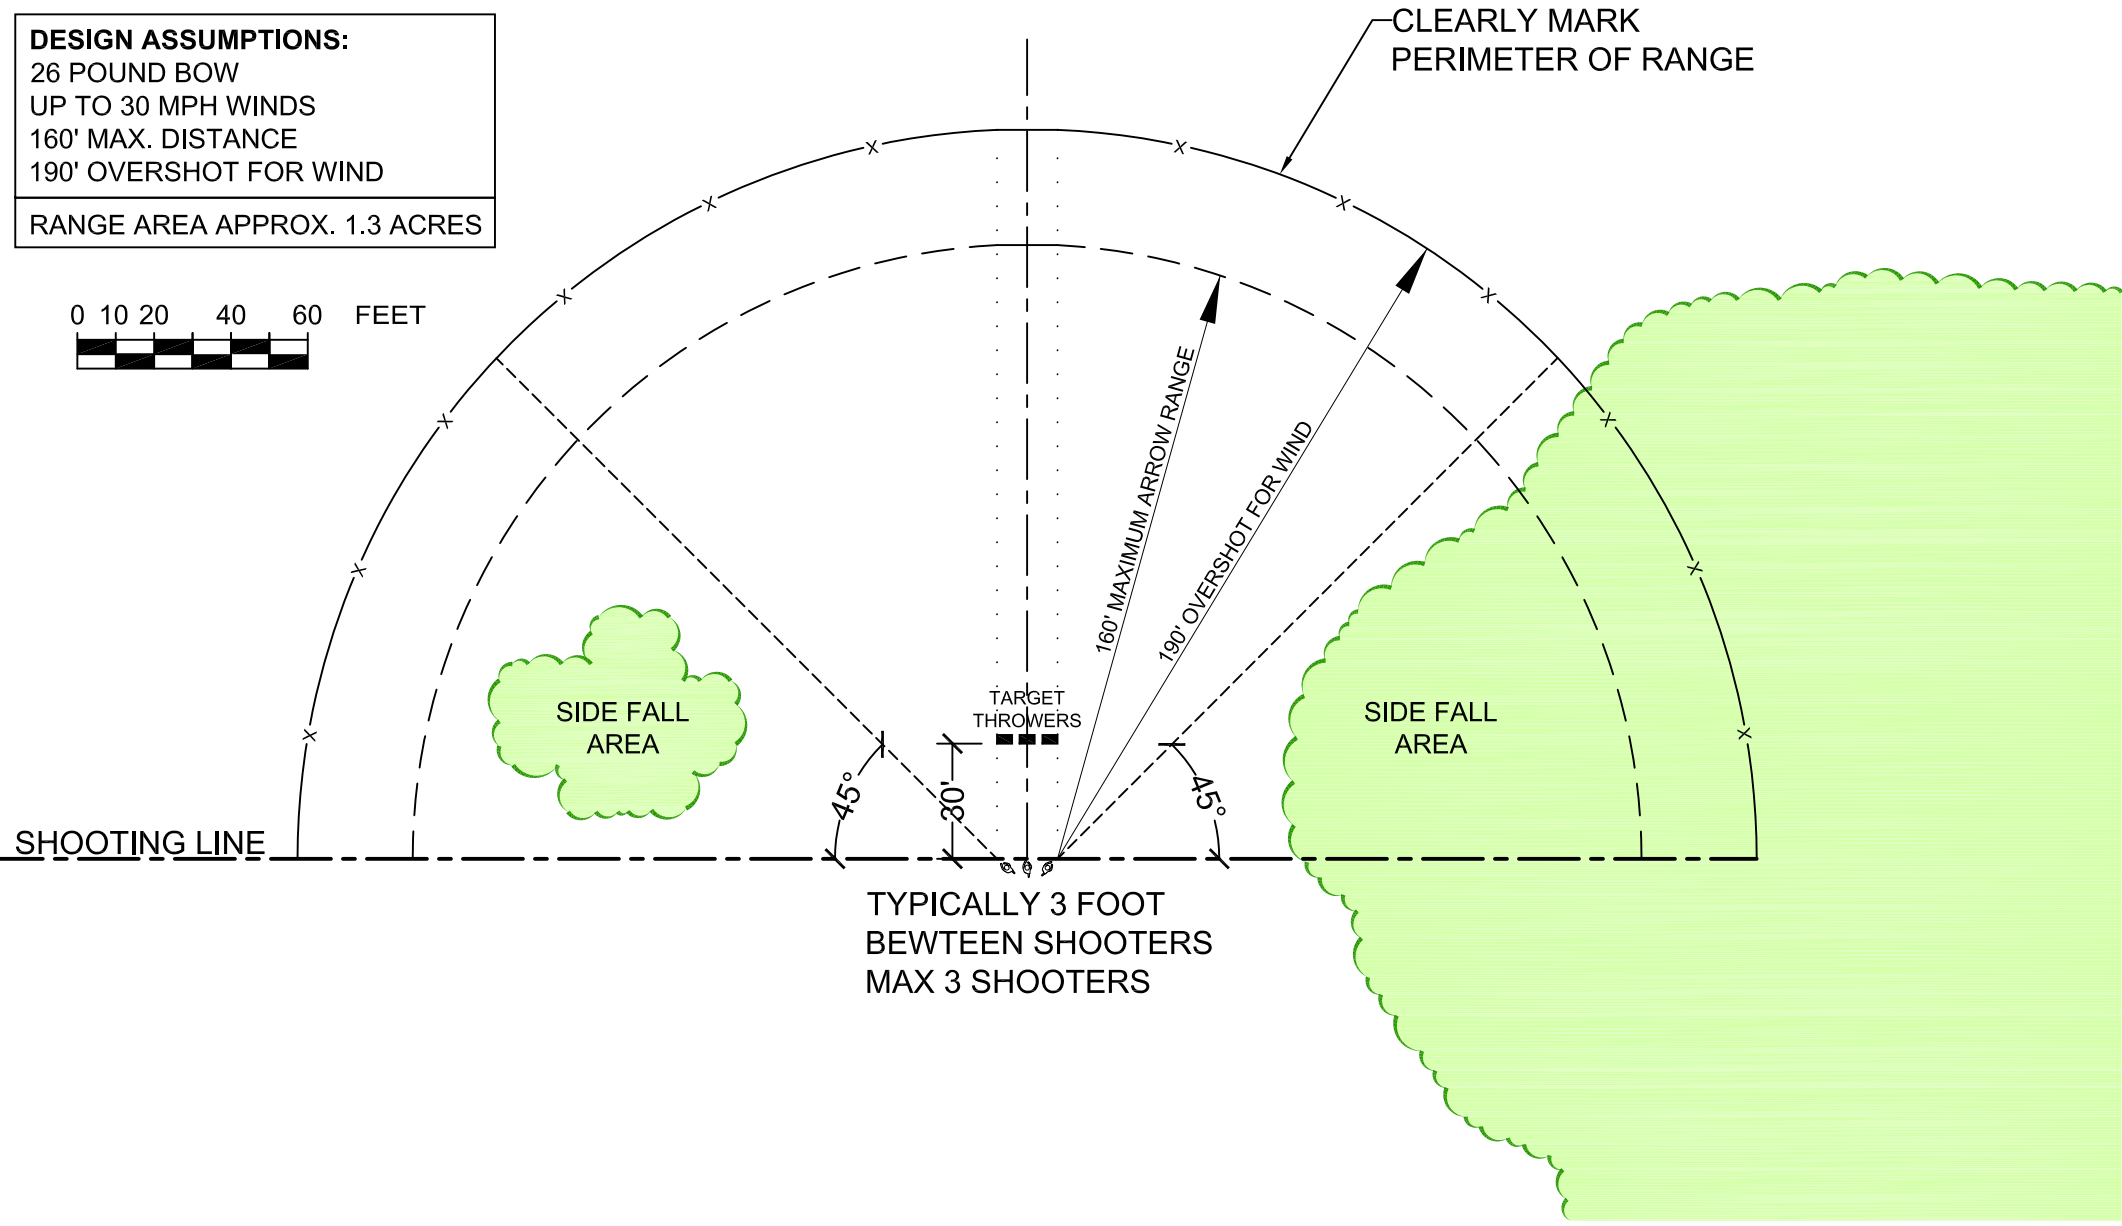 DESIGN ASSUMPTIONS:
26 POUND BOW
UP TO 30 MPH WINDS
160' MAX. DISTANCE
190' OVERSHOT FOR WIND
RANGE AREA APPROX. 1.3 ACRES
0 10 20 40 60 FEET
CLEARLY MARK
PERIMETER OF RANGE
160' MAXIMUM ARROW RANGE
190' OVERSHOT FOR WIND
TARGET
THROWERS
SIDE FALL
AREA
SIDE FALL
AREA
45°
30'
45°
SHOOTING LINE
TYPICALLY 3 FOOT
BEWTEEN SHOOTERS
MAX 3 SHOOTERS